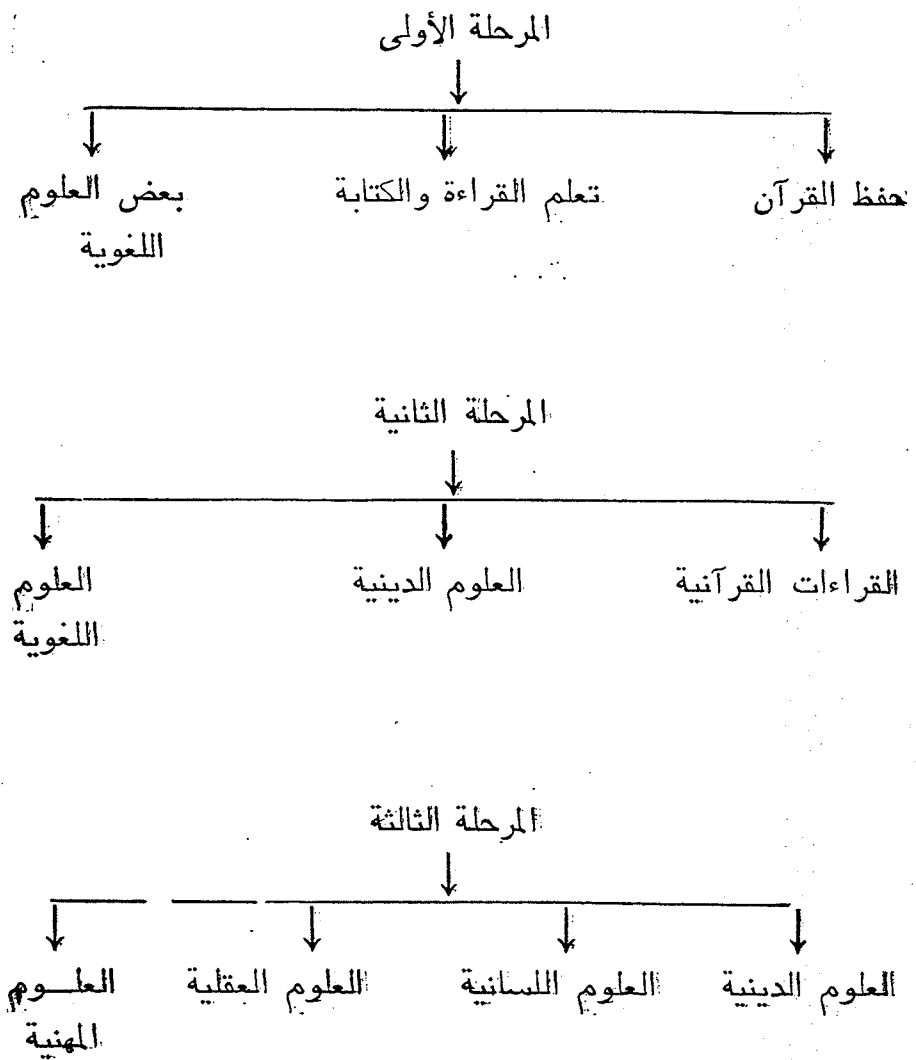 المرحلة الأولى
حفظ القرآن تعلم القراءة والكتابة بعض العلوم
اللغوية
المرحلة الثانية
القراءات القرآنية العلوم الدينية العلوم
اللغوية
المرحلة الثالثة
العلوم الدينية العلوم اللسانية العلوم العقلية العلـــوم
المهنية